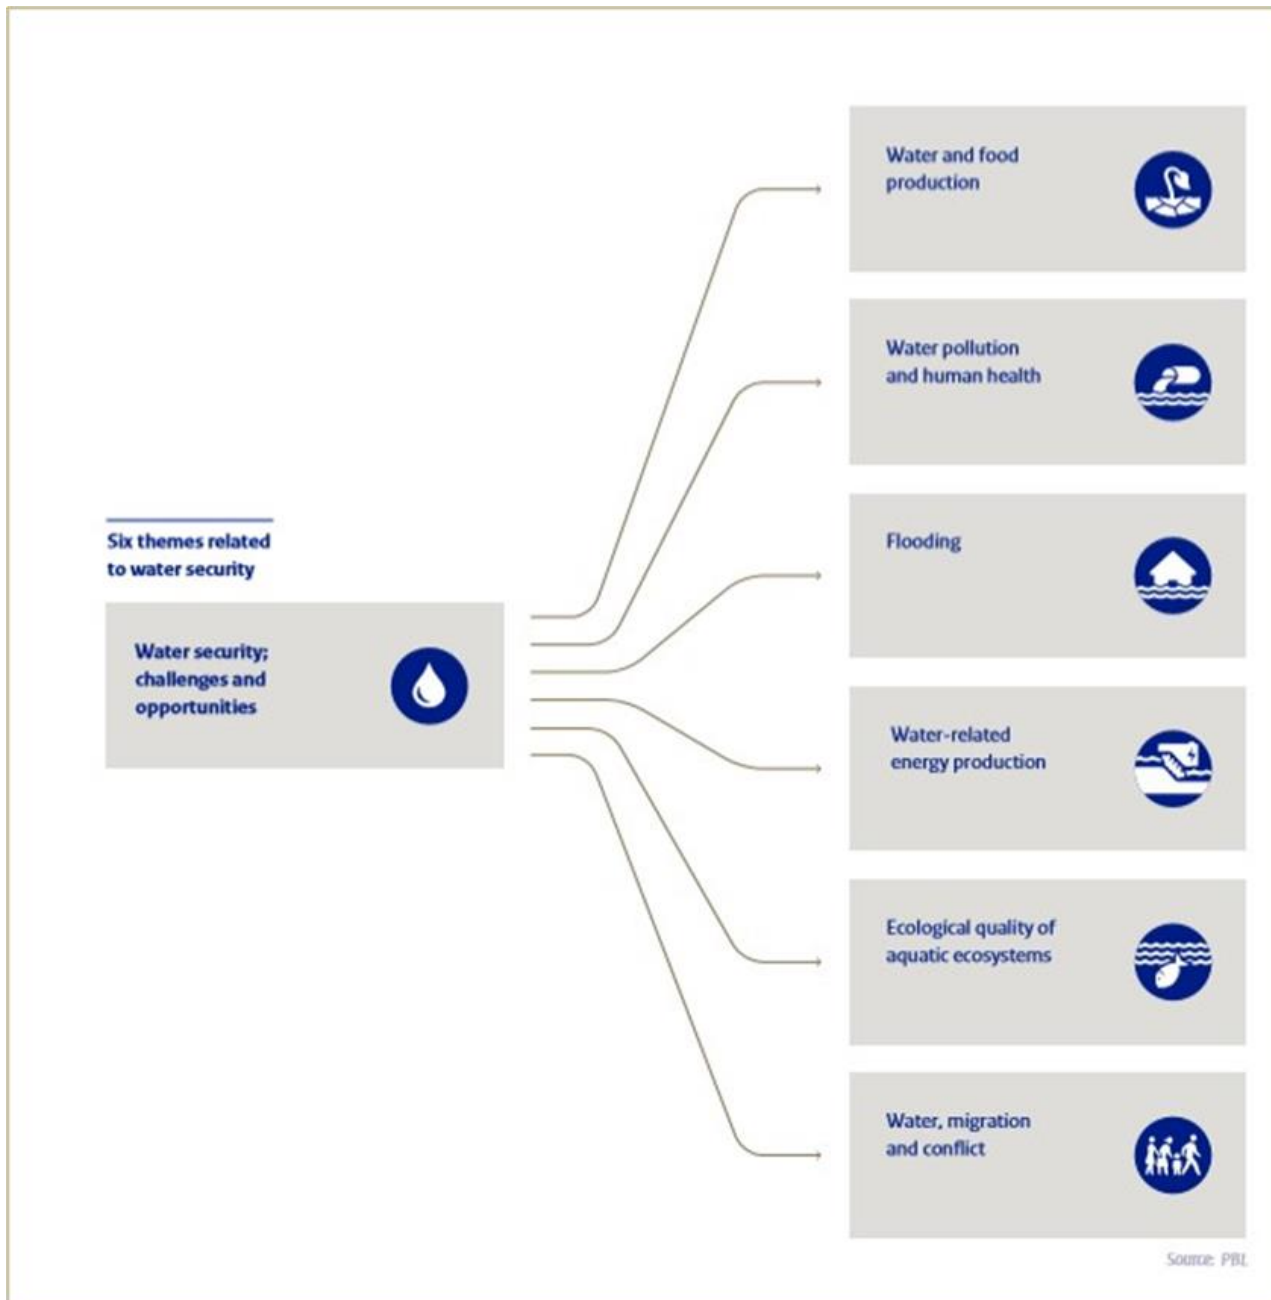 Six themes related
to water security
Water security;
challenges and
opportunities
Water and food
production
Water pollution
and human health
Flooding
Water-related
energy production
Ecological quality of
aquatic ecosystems
Water, migration
and conflict
Source: PBL